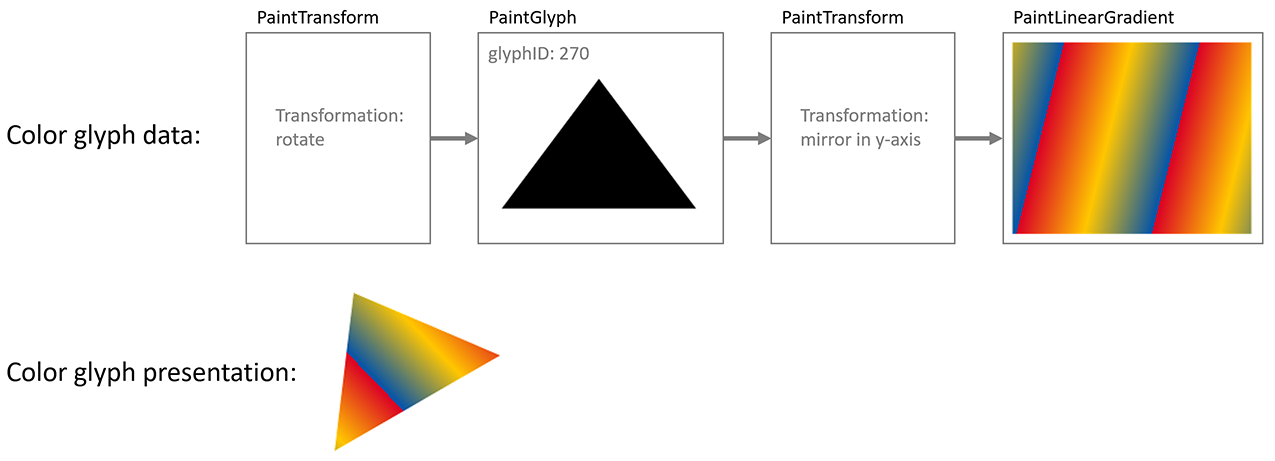 PaintTransform
PaintGlyph
PaintTransform
PaintLinearGradient
glyphID: 270
Color glyph data:
Transformation:
rotate
Transformation:
mirror in y-axis
Color glyph presentation: